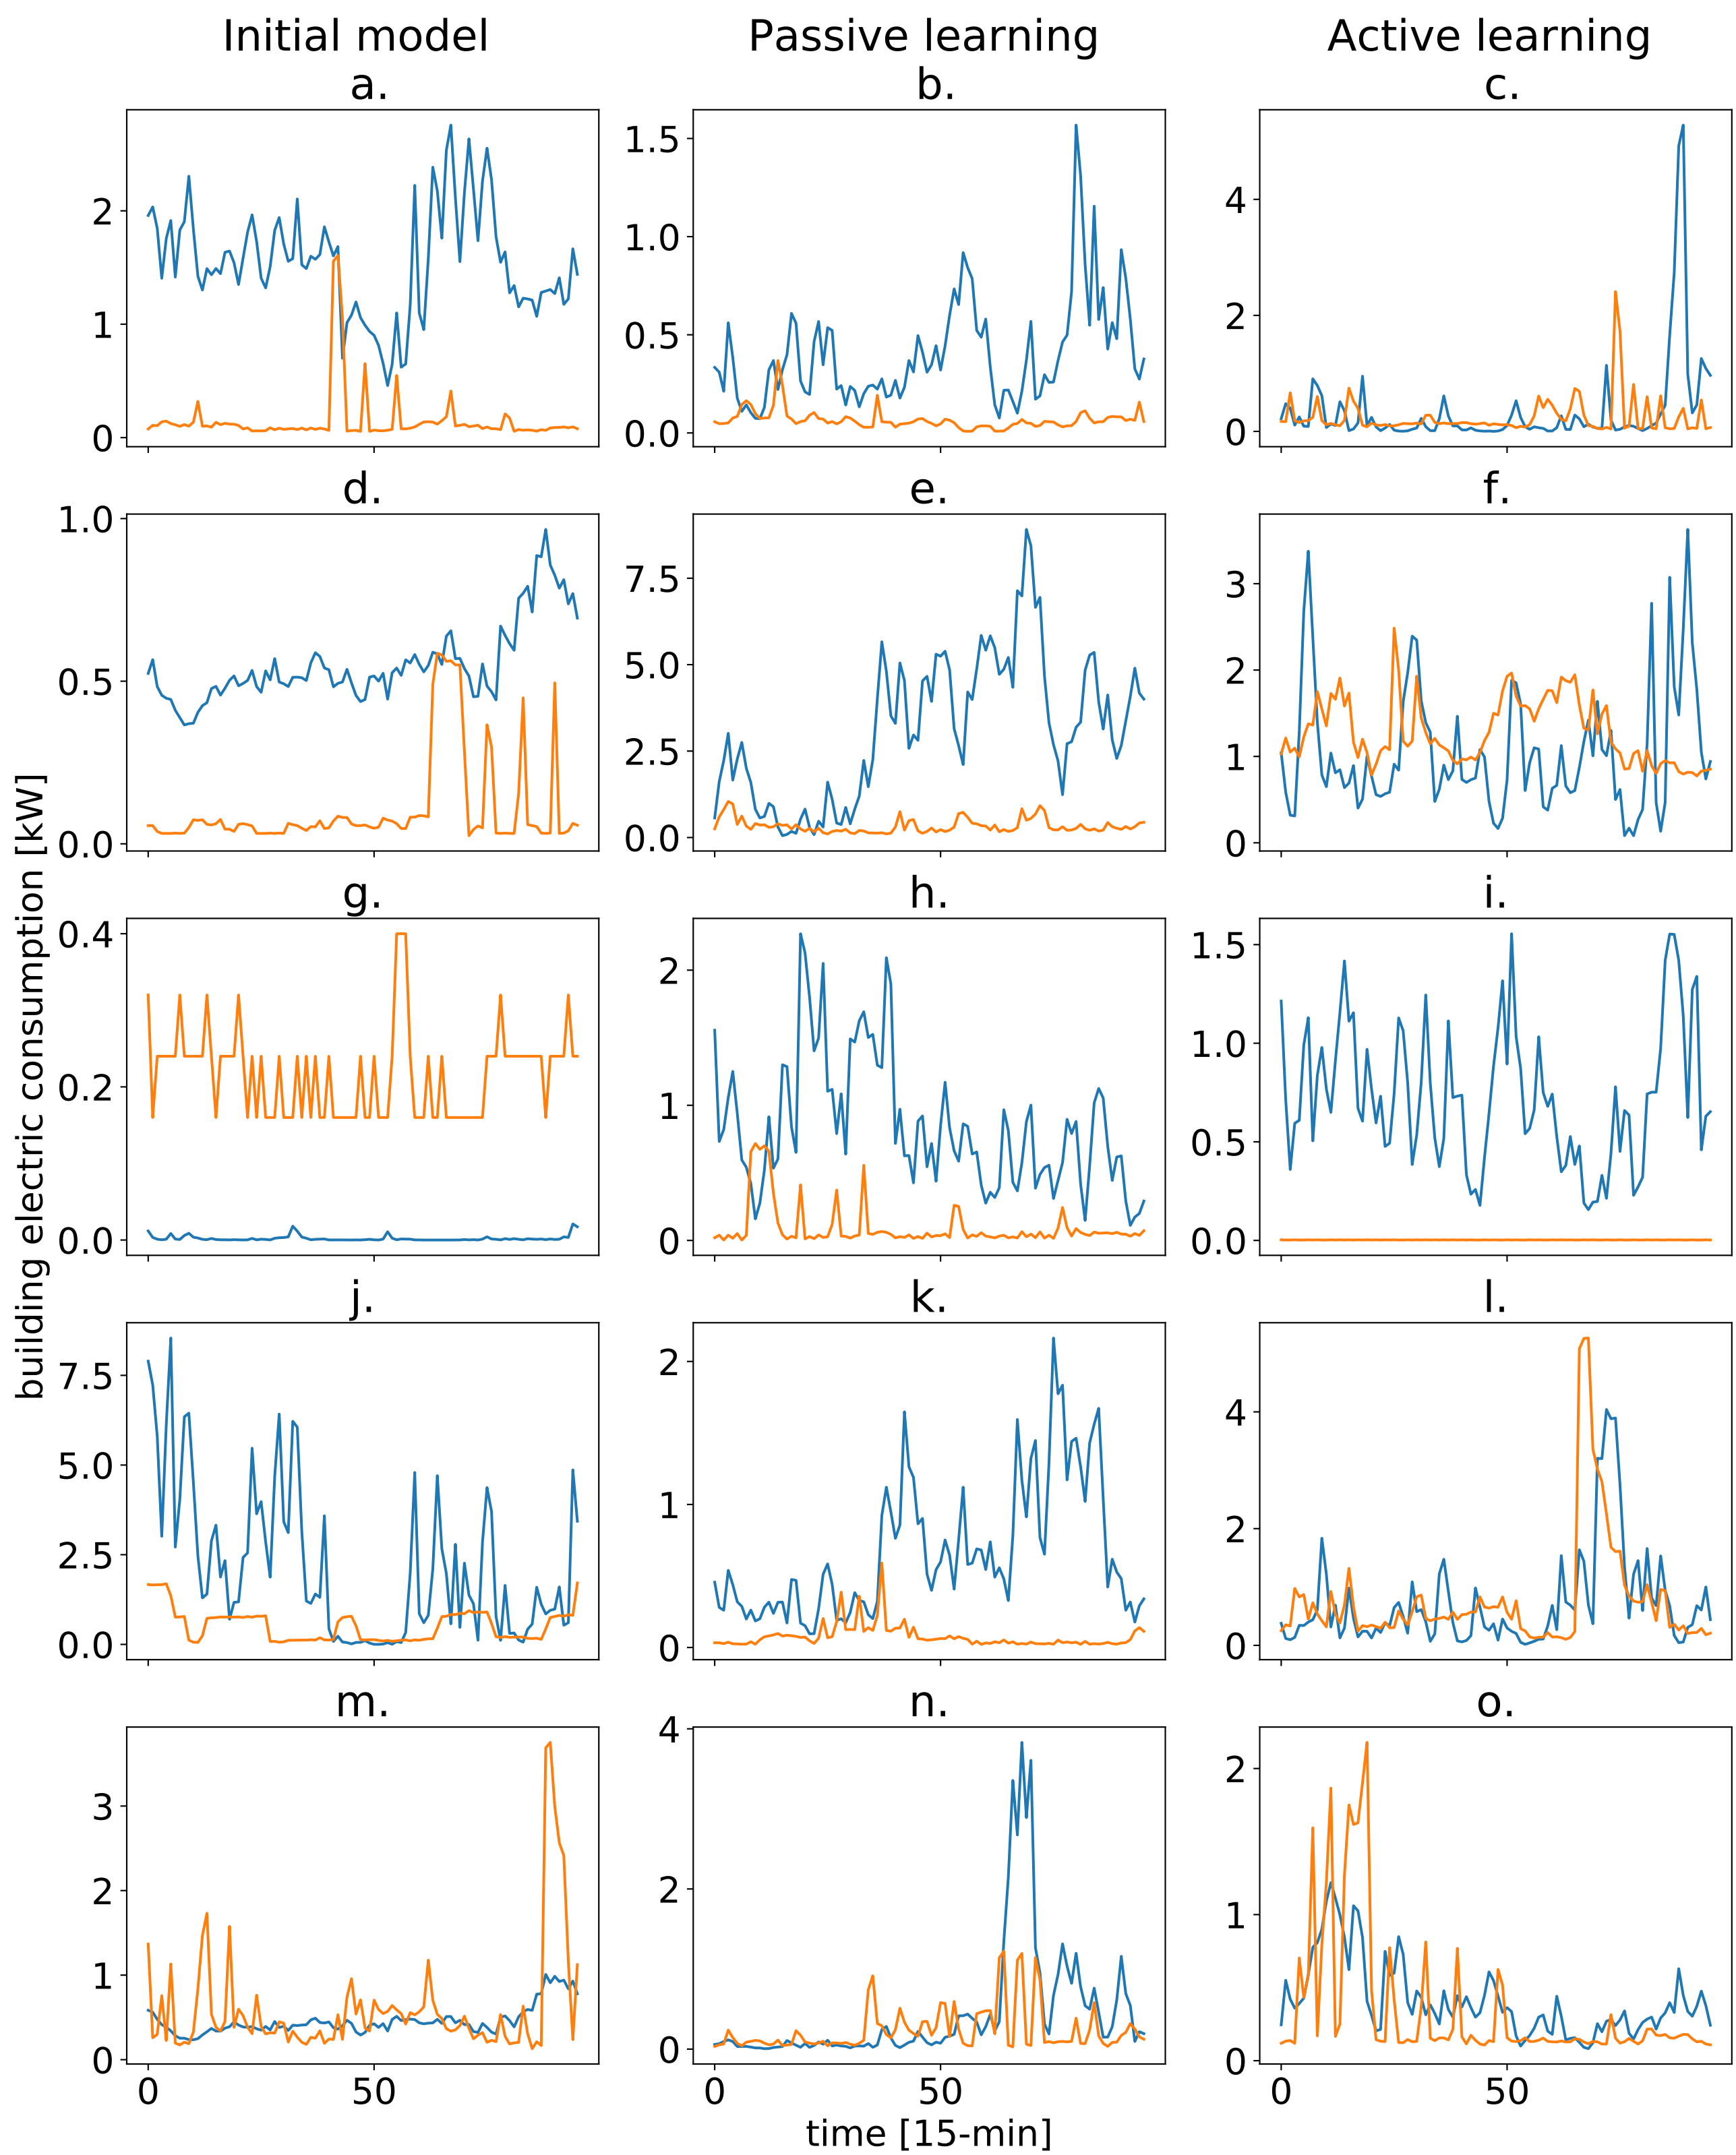 Initial model
Passive learning
Active learning
a.
b.
c.
2
1
0
1.5
1.0
0.5
0.0
4
2
0
d.
e.
f.
1.0
0.5
0.0
7.5
5.0
2.5
0.0
3
2
1
0
g.
h.
i.
0.4
0.2
0.0
2
1
0
1.5
1.0
0.5
0.0
j.
k.
l.
7.5
5.0
2.5
0.0
2
1
0
4
2
0
m.
n.
o.
3
2
1
0
4
2
0
2
1
0
0 50
0 50
0 50
building electric consumption [kW]
time [15-min]